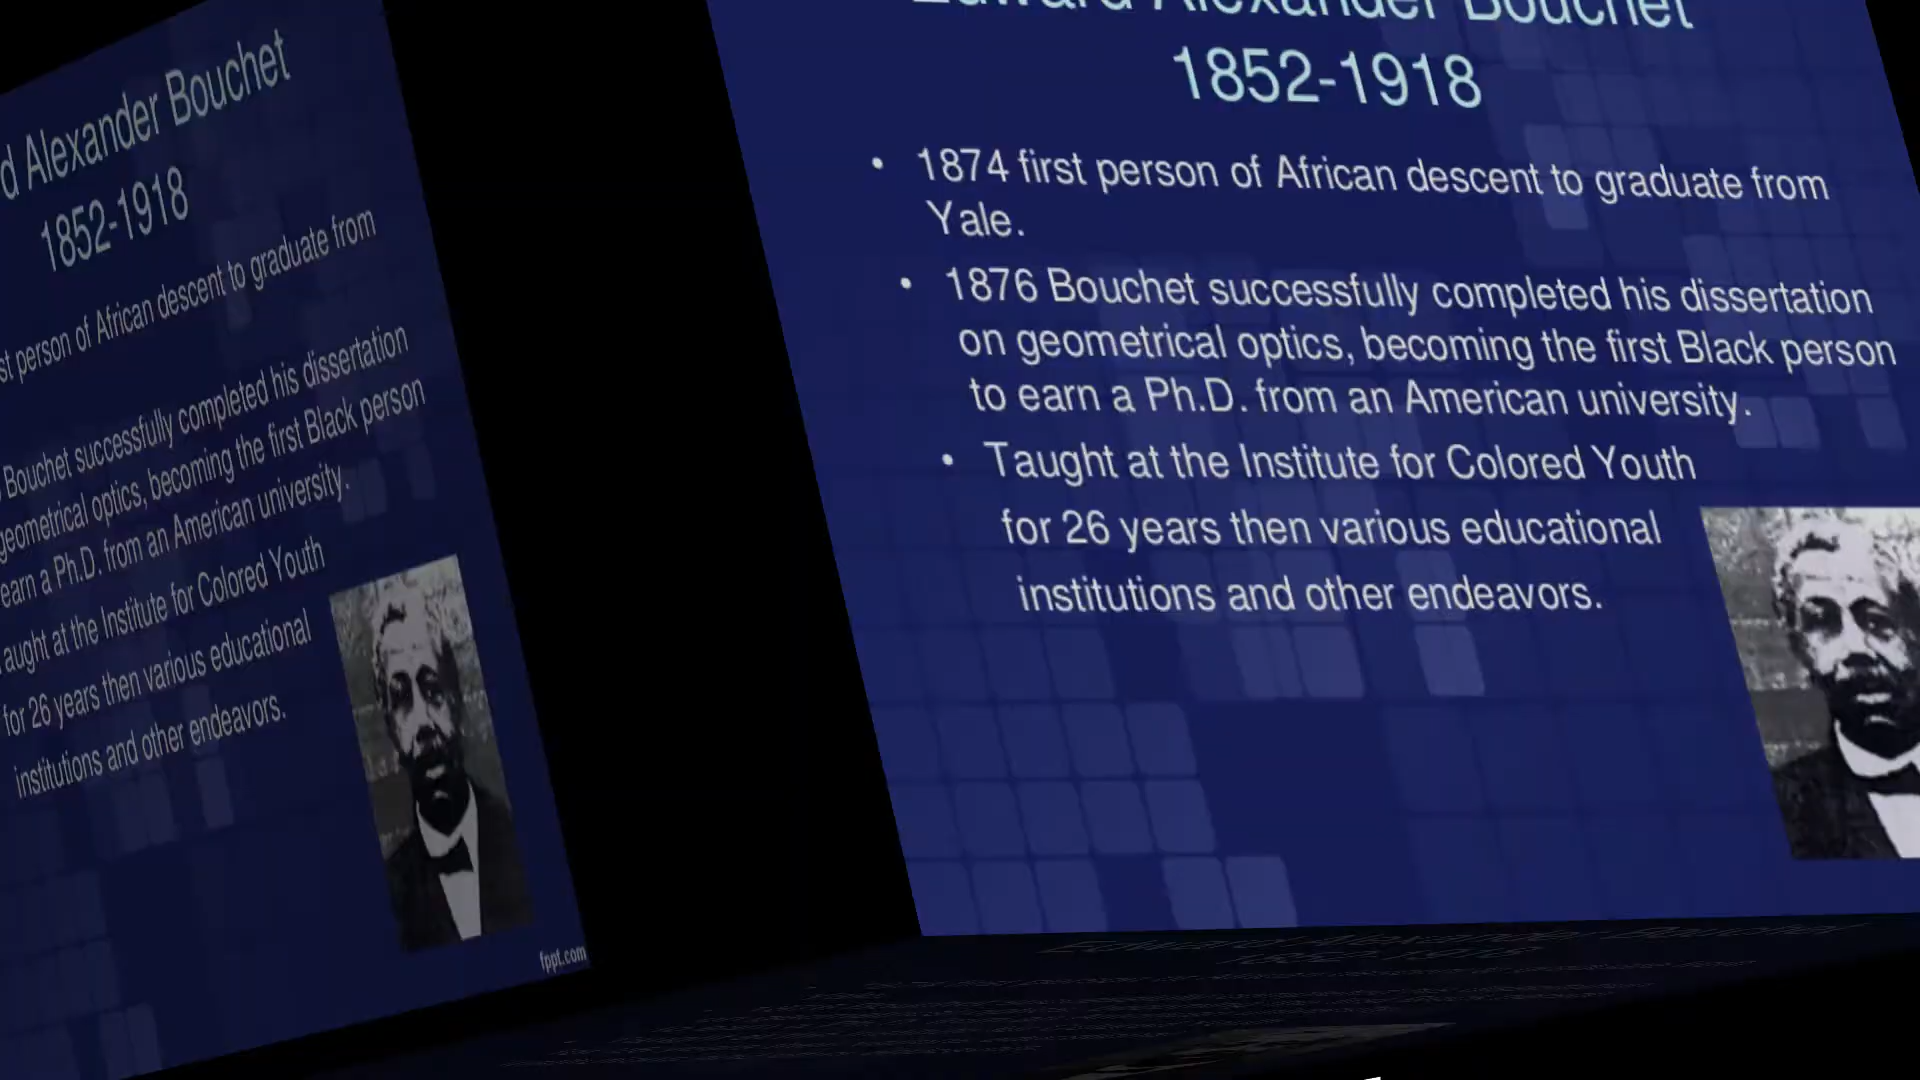 d Alexander Bouchet
1852-1918
st person of African descent to graduate from
Bouchet successfully completed his dissertation
geometrical optics, becoming the first Black person
earn a Ph.D. from an American university.
aught at the Institute for Colored Youth
for 26 years then various educational
institutions and other endeavors.
fppt.com
Edward Alexander Bouchet
1852-1918
• 1874 first person of African descent to graduate from
Yale.
• 1876 Bouchet successfully completed his dissertation
on geometrical optics, becoming the first Black person
to earn a Ph.D. from an American university.
• Taught at the Institute for Colored Youth
for 26 years then various educational
institutions and other endeavors.